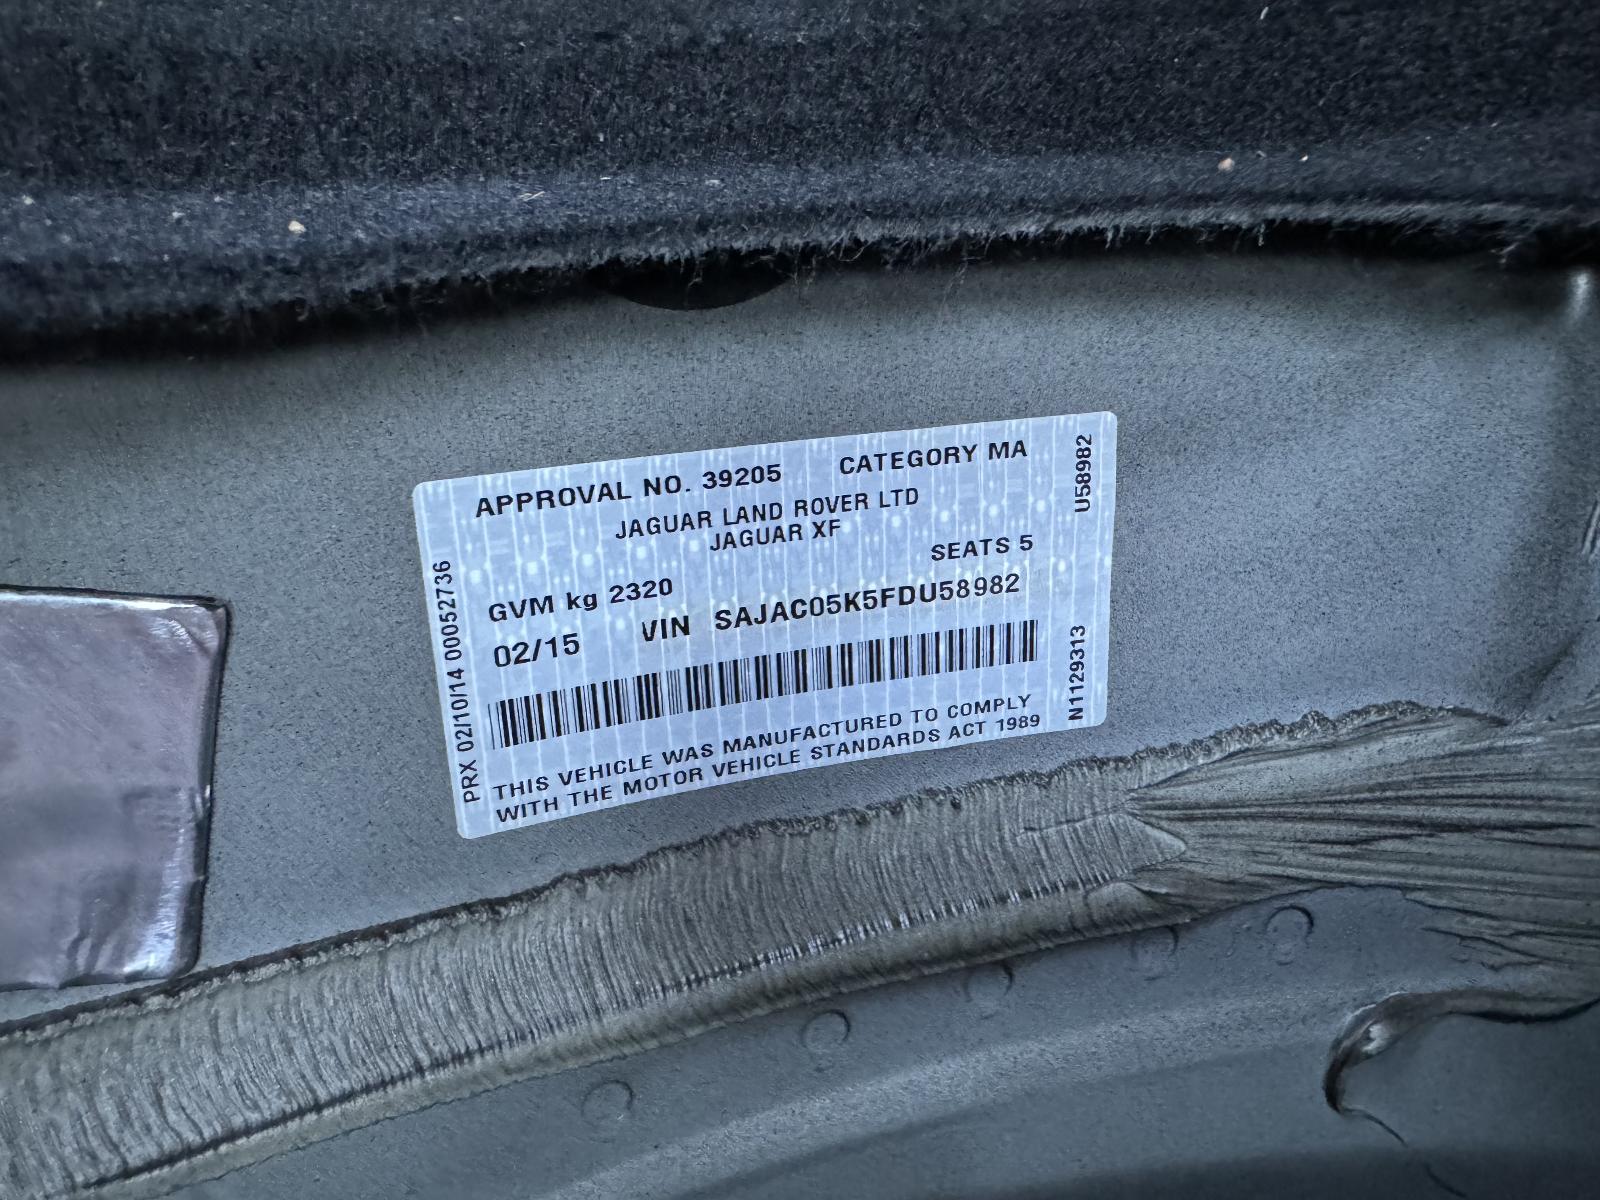 APPROVAL NO. 39205 CATEGORY MA
JAGUAR LAND ROVER LTD
JAGUAR XF
SEATS 5
GVM kg 2320
02/15 VIN SAJAC05K5FDU58982
THIS VEHICLE WAS MANUFACTURED TO COMPLY
WITH THE MOTOR VEHICLE STANDARDS ACT 1989
PRX 02/10/14 00052736
U58982
N1129313